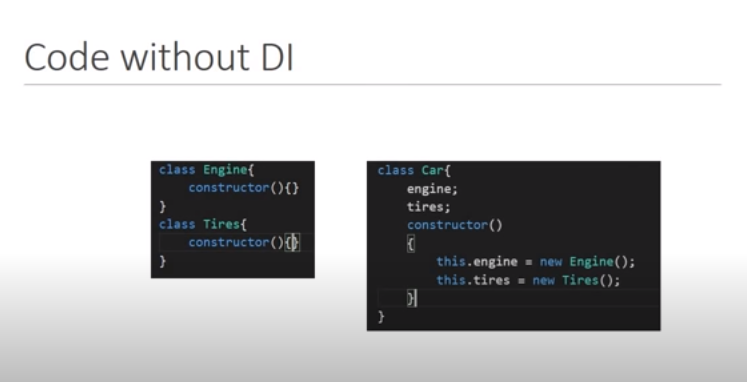 Code without DI
class Engine{
    constructor(){}
}
class Tires{
    constructor(){}
}
class Car{
    engine;
    tires;
    constructor()
    {
        this.engine = new Engine();
        this.tires = new Tires();
    }
}